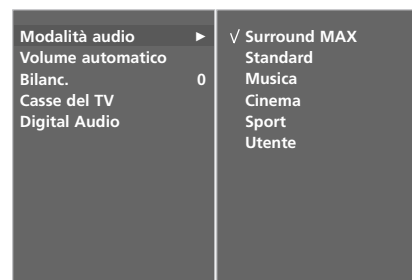 Modalità audio ►
Volume automatico
Bilanc. 0
Casse del TV
Digital Audio
√ Surround MAX
Standard
Musica
Cinema
Sport
Utente